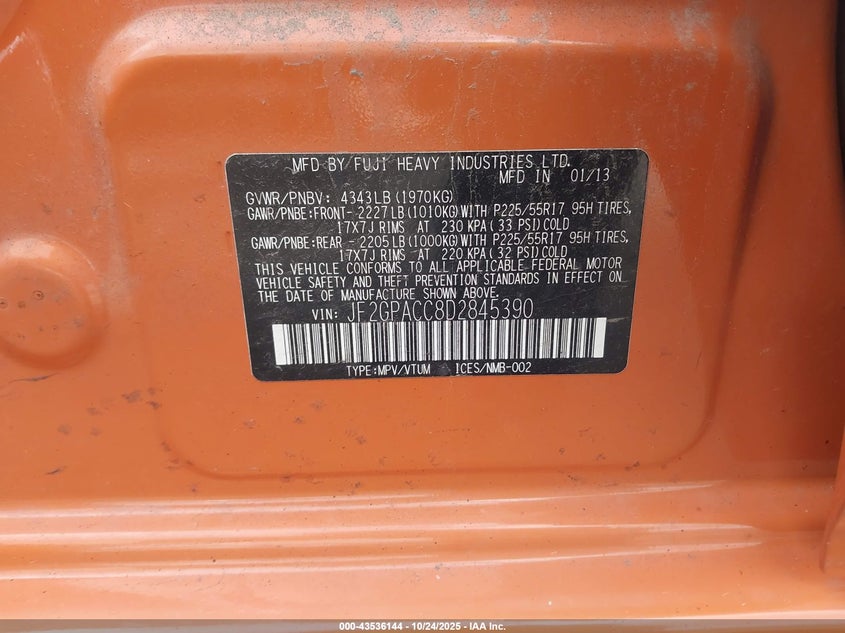 MFD BY FUJI HEAVY INDUSTRIES LTD.
MFD IN 01/13
GVWR/PNBV: 4343LB(1970KG)
GAWR/PNBE:FRONT- 2227LB(1010KG)WITH P225/55R17 95H TIRES,
17X7J RIMS AT 230 KPA(33 PSI)COLD
GAWR/PNBE:REAR - 2205LB(1000KG)WITH P225/55R17 95H TIRES,
17X7J RIMS AT 220 KPA(32 PSI)COLD
THIS VEHICLE CONFORMS TO ALL APPLICABLE FEDERAL MOTOR
VEHICLE SAFETY AND THEFT PREVENTION STANDARDS IN EFFECT ON
THE DATE OF MANUFACTURE SHOWN ABOVE.
VIN: JF2GPACC8D2845390
TYPE:MPV/VTUM ICES/NMB-002
000-43536144 - 10/24/2025 - IAA Inc.